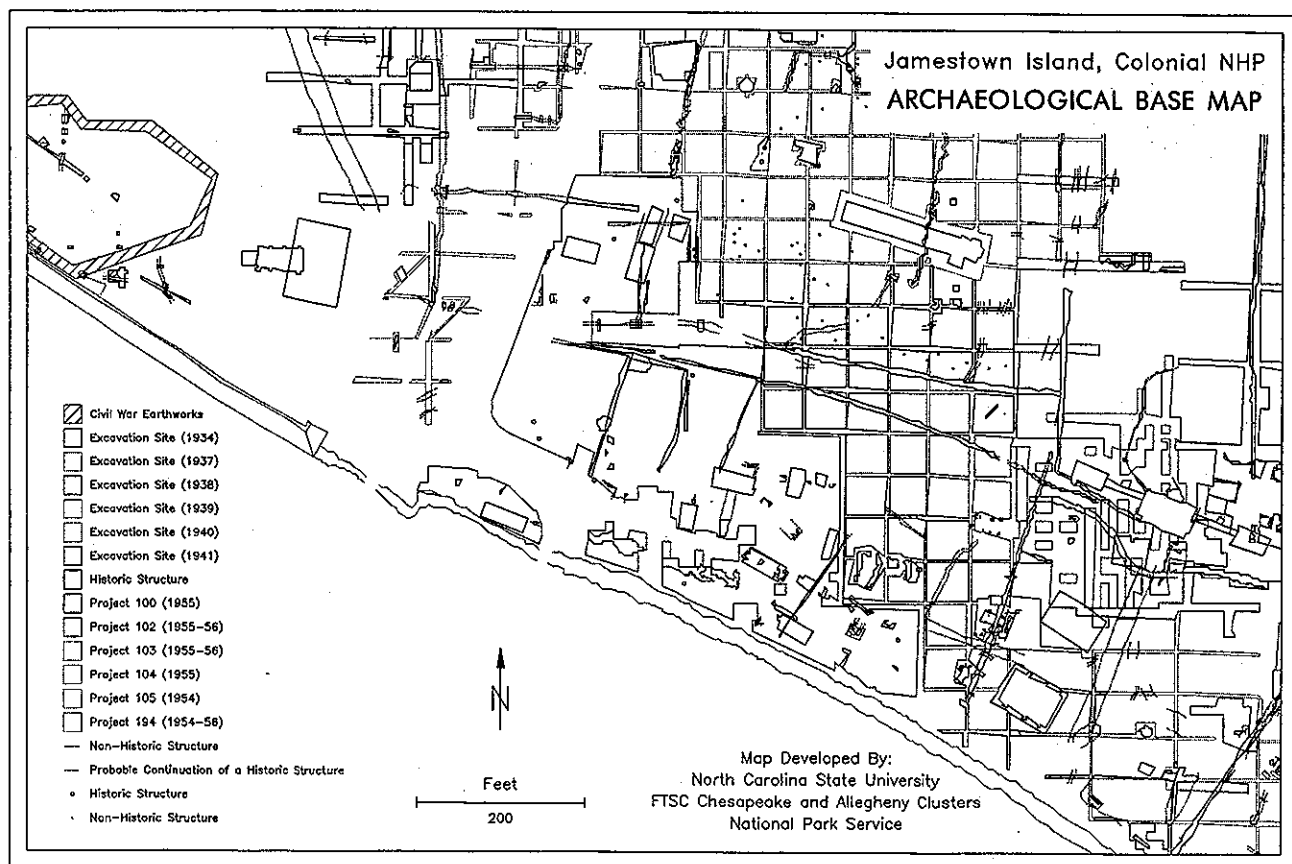 Jamestown Island, Colonial NHP
ARCHAEOLOGICAL BASE MAP
Civil War Earthworks
Excavation Site (1934)
Excavation Site (1937)
Excavation Site (1938)
Excavation Site (1939)
Excavation Site (1940)
Excavation Site (1941)
Historic Structure
Project 100 (1955)
Project 102 (1955-56)
Project 103 (1955-56)
Project 104 (1955)
Project 105 (1954)
Project 194 (1954-56)
Non-Historic Structure
Probable Continuation of a Historic Structure
Historic Structure
Non-Historic Structure
N
Feet
200
Map Developed By:
North Carolina State University
FTSC Chesapeake and Allegheny Clusters
National Park Service